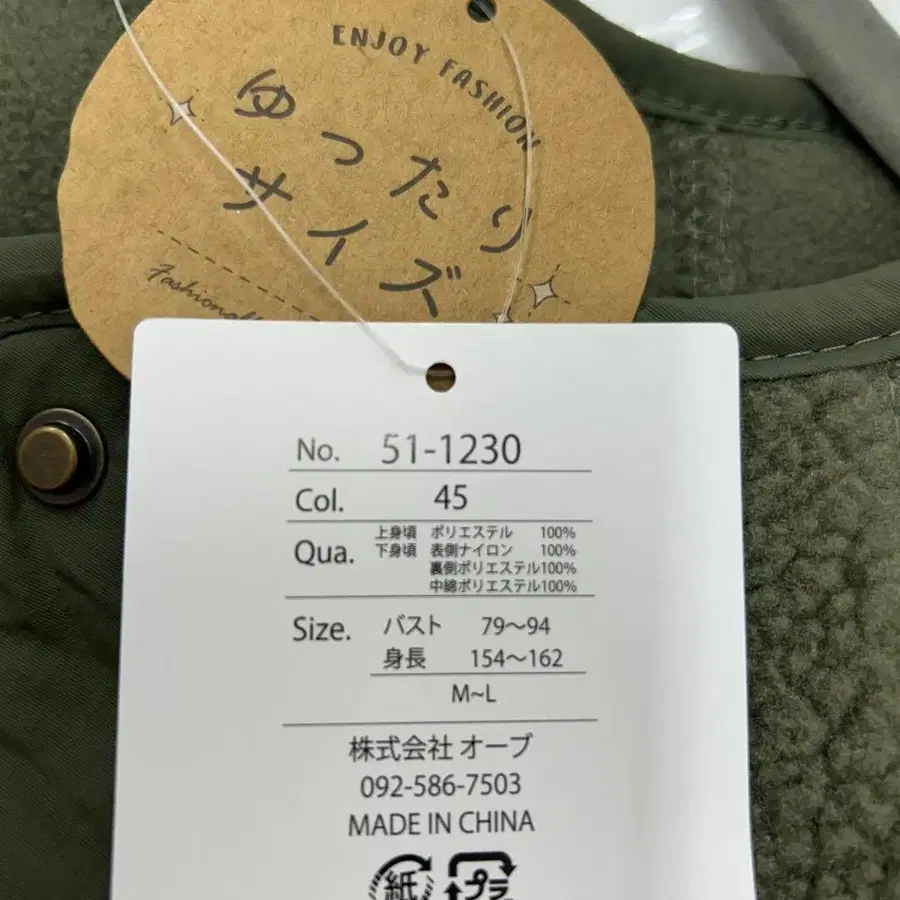 ENJOY FASHION
ゆったり
サイズ
No. 51-1230
Col. 45
Qua. 上身頃 ポリエステル 100%
下身頃 表側ナイロン 100%
裏側ポリエステル100%
中綿ポリエステル100%
Size. バスト 79～94
身長 154～162
M~L
株式会社 オーブ
092-586-7503
MADE IN CHINA
紙 プラ